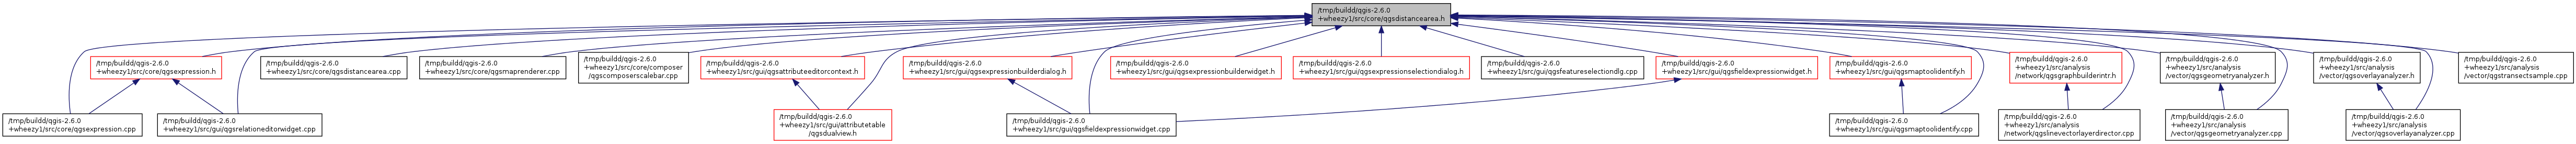 /tmp/buildd/qgis-2.6.0
+wheezy1/src/core/qgsdistancearea.h
/tmp/buildd/qgis-2.6.0
+wheezy1/src/core/qgsexpression.h
/tmp/buildd/qgis-2.6.0
+wheezy1/src/core/qgsdistancearea.cpp
/tmp/buildd/qgis-2.6.0
+wheezy1/src/core/qgsmaprenderer.cpp
/tmp/buildd/qgis-2.6.0
+wheezy1/src/core/composer
/qgscomposerscalebar.cpp
/tmp/buildd/qgis-2.6.0
+wheezy1/src/gui/qgsattributeeditorcontext.h
/tmp/buildd/qgis-2.6.0
+wheezy1/src/gui/qgsexpressionbuilderdialog.h
/tmp/buildd/qgis-2.6.0
+wheezy1/src/gui/qgsexpressionbuilderwidget.h
/tmp/buildd/qgis-2.6.0
+wheezy1/src/gui/qgsexpressionselectiondialog.h
/tmp/buildd/qgis-2.6.0
+wheezy1/src/gui/qgsfeatureselectiondlg.cpp
/tmp/buildd/qgis-2.6.0
+wheezy1/src/gui/qgsfieldexpressionwidget.h
/tmp/buildd/qgis-2.6.0
+wheezy1/src/gui/qgsmaptoolidentify.h
/tmp/buildd/qgis-2.6.0
+wheezy1/src/analysis
/network/qgsgraphbuilderintr.h
/tmp/buildd/qgis-2.6.0
+wheezy1/src/analysis
/vector/qgsgeometryanalyzer.h
/tmp/buildd/qgis-2.6.0
+wheezy1/src/analysis
/vector/qgsoverlayanalyzer.h
/tmp/buildd/qgis-2.6.0
+wheezy1/src/analysis
/vector/qgstransectsample.cpp
/tmp/buildd/qgis-2.6.0
+wheezy1/src/core/qgsexpression.cpp
/tmp/buildd/qgis-2.6.0
+wheezy1/src/gui/qgsrelationeditorwidget.cpp
/tmp/buildd/qgis-2.6.0
+wheezy1/src/gui/attributetable
/qgsdualview.h
/tmp/buildd/qgis-2.6.0
+wheezy1/src/gui/qgsfieldexpressionwidget.cpp
/tmp/buildd/qgis-2.6.0
+wheezy1/src/gui/qgsmaptoolidentify.cpp
/tmp/buildd/qgis-2.6.0
+wheezy1/src/analysis
/network/qgslinevectorlayerdirector.cpp
/tmp/buildd/qgis-2.6.0
+wheezy1/src/analysis
/vector/qgsgeometryanalyzer.cpp
/tmp/buildd/qgis-2.6.0
+wheezy1/src/analysis
/vector/qgsoverlayanalyzer.cpp